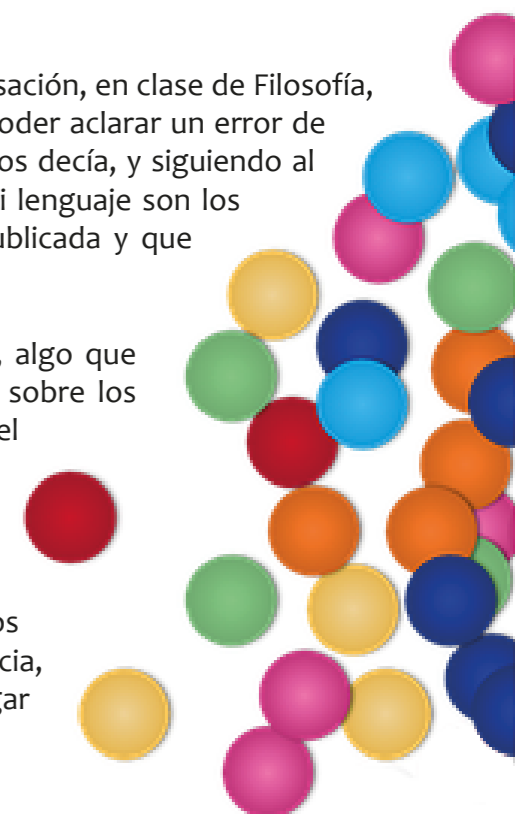 sación, en clase de Filosofía,
oder aclarar un error de
os decía, y siguiendo al
i lenguaje son los
ublicada y que
, algo que
sobre los
el
os
cia,
gar